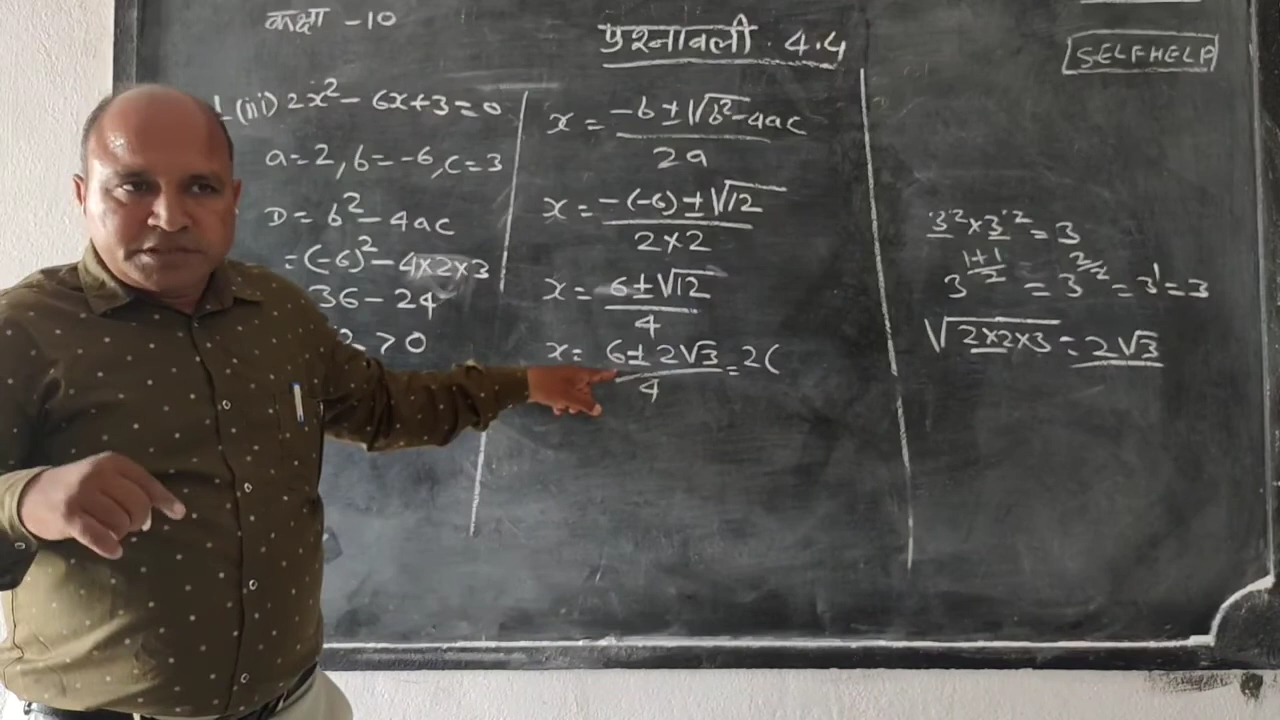 कक्षा -10
प्रश्नावली. 4.4
SELFHELP
(iii) 2x² - 6x+3=0
a=2, b=-6, c=3
D= b²-4ac
=(-6)²-4×2×3
36-24
>0
x = (-b±√(b²-4ac))/(2a)
x = (-(-6)±√12)/(2×2)
x = (6±√12)/4
x = (6±2√3)/4 = 2(
3^2×3^2=3
3^((1+1)/2) = 3^(2/2) = 3^1 = 3
√(2×2×3) = 2√3